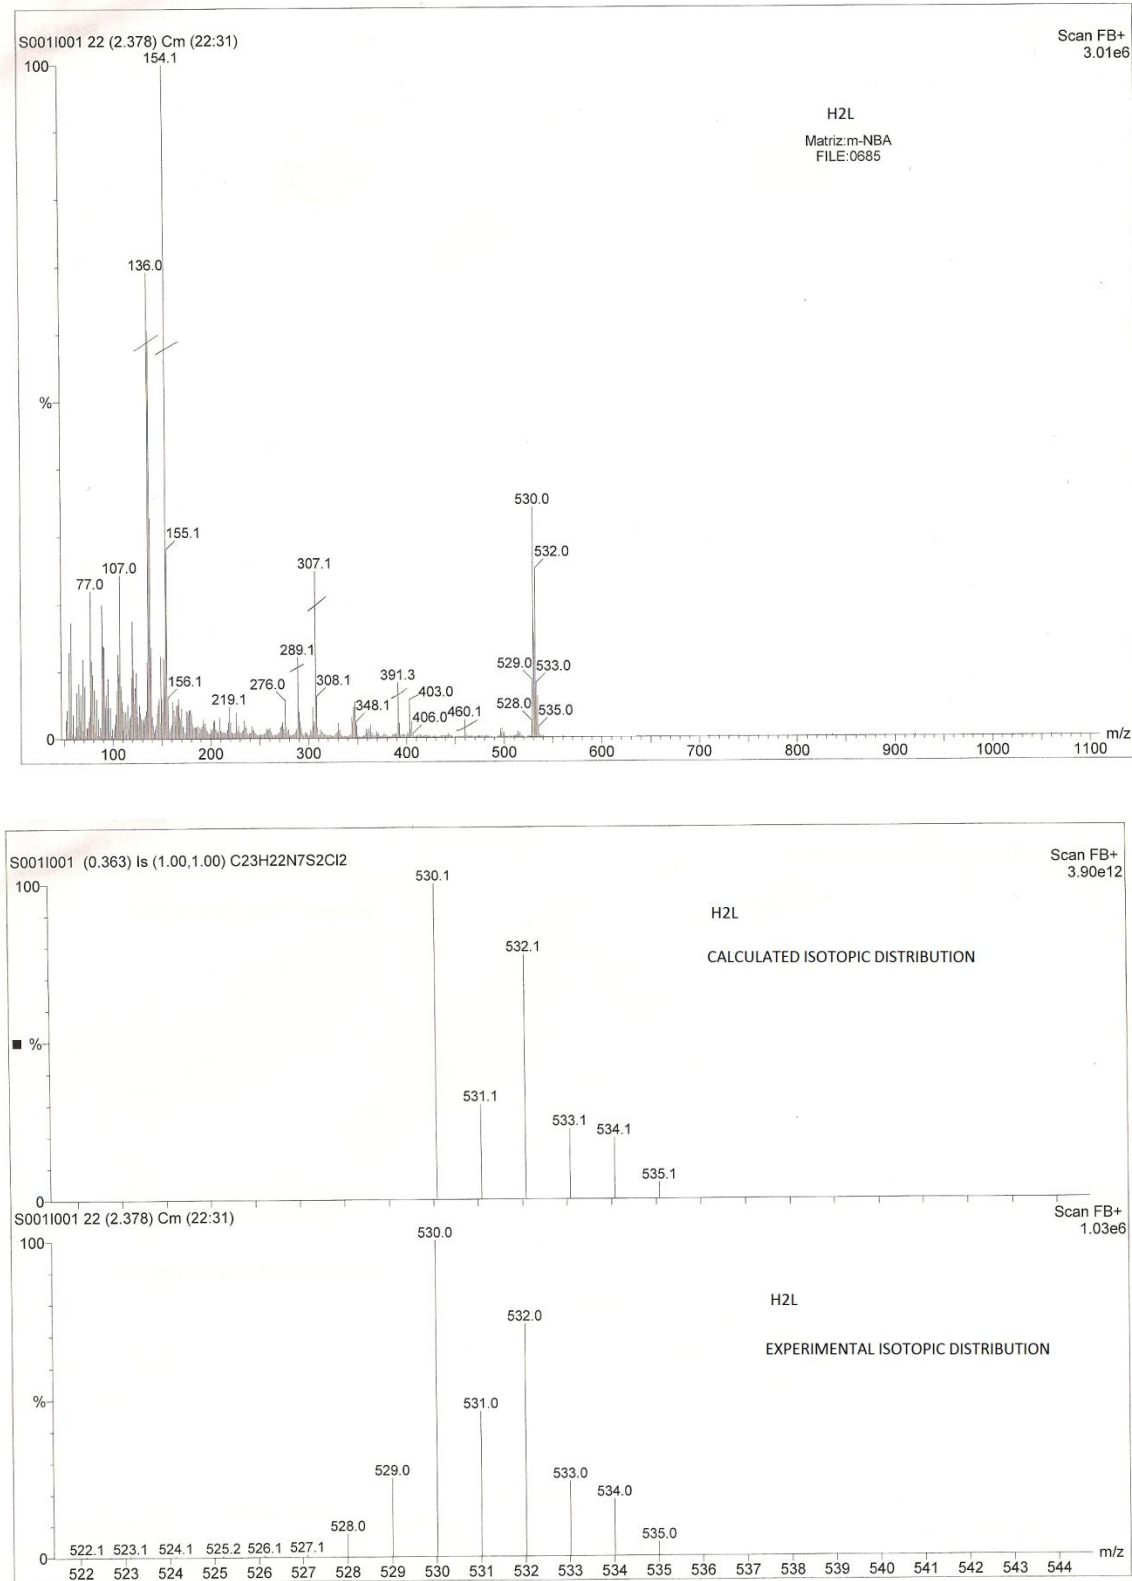 S001I001 22 (2.378) Cm (22:31)
Scan FB+
3.01e6
154.1
100
H2L
Matriz:m-NBA
FILE:0685
136.0
%
530.0
155.1
532.0
307.1
107.0
77.0
289.1
529.0
533.0
391.3
276.0
308.1
156.1
403.0
219.1
348.1
460.1
528.0
406.0
535.0
0
m/z
100 200 300 400 500 600 700 800 900 1000 1100
S001I001 (0.363) Is (1.00,1.00) C23H22N7S2Cl2
Scan FB+
3.90e12
100
530.1
H2L
532.1
CALCULATED ISOTOPIC DISTRIBUTION
%
531.1
533.1
534.1
535.1
0
S001I001 22 (2.378) Cm (22:31)
Scan FB+
1.03e6
100
530.0
H2L
532.0
EXPERIMENTAL ISOTOPIC DISTRIBUTION
%
531.0
529.0
533.0
534.0
528.0
535.0
522.1 523.1 524.1 525.2 526.1 527.1
0
m/z
522 523 524 525 526 527 528 529 530 531 532 533 534 535 536 537 538 539 540 541 542 543 544